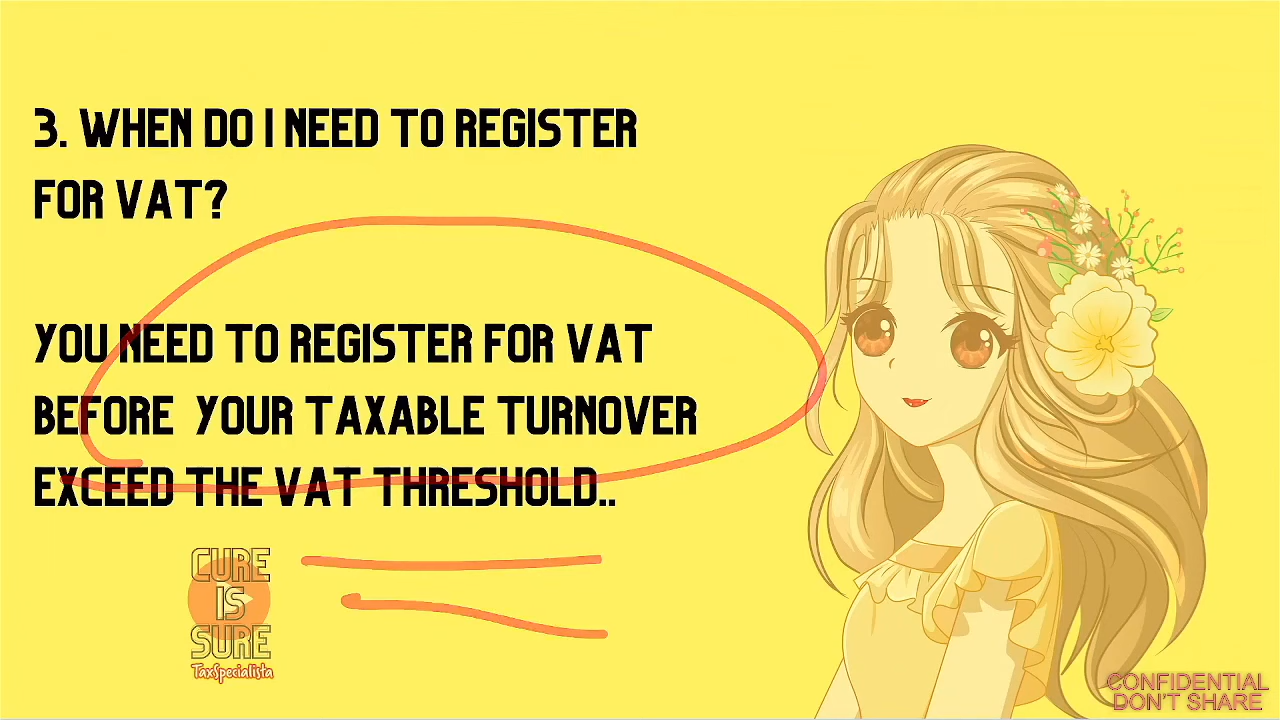 3. WHEN DO I NEED TO REGISTER
FOR VAT?
YOU NEED TO REGISTER FOR VAT
BEFORE YOUR TAXABLE TURNOVER
EXCEED THE VAT THRESHOLD..
CURE
IS
SURE
TaxSpecialista
CONFIDENTIAL
DON'T SHARE